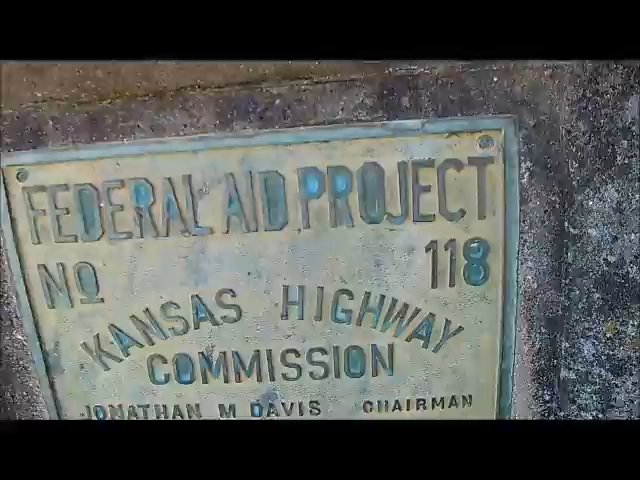 FEDERAL AID PROJECT
NO 118
KANSAS HIGHWAY
COMMISSION
JONATHAN M DAVIS CHAIRMAN